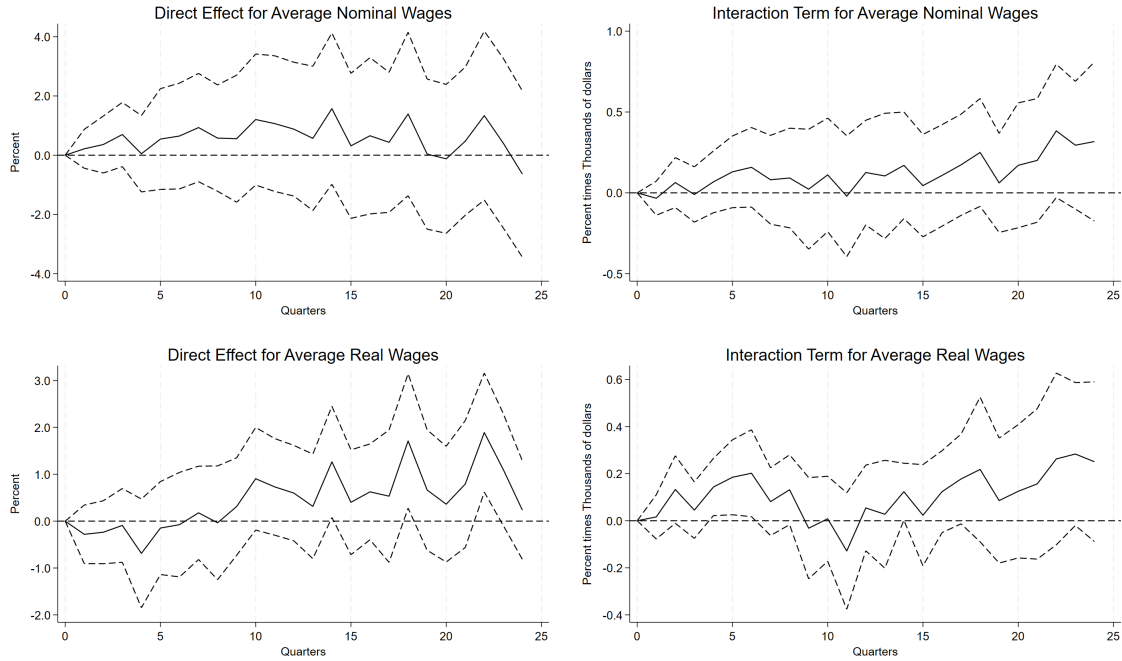 Direct Effect for Average Nominal Wages
Percent
4.0
2.0
0.0
-2.0
-4.0
0 5 10 15 20 25
Quarters
Interaction Term for Average Nominal Wages
Percent times Thousands of dollars
1.0
0.5
0.0
-0.5
0 5 10 15 20 25
Quarters
Direct Effect for Average Real Wages
Percent
3.0
2.0
1.0
0.0
-1.0
-2.0
0 5 10 15 20 25
Quarters
Interaction Term for Average Real Wages
Percent times Thousands of dollars
0.6
0.4
0.2
0.0
-0.2
-0.4
0 5 10 15 20 25
Quarters